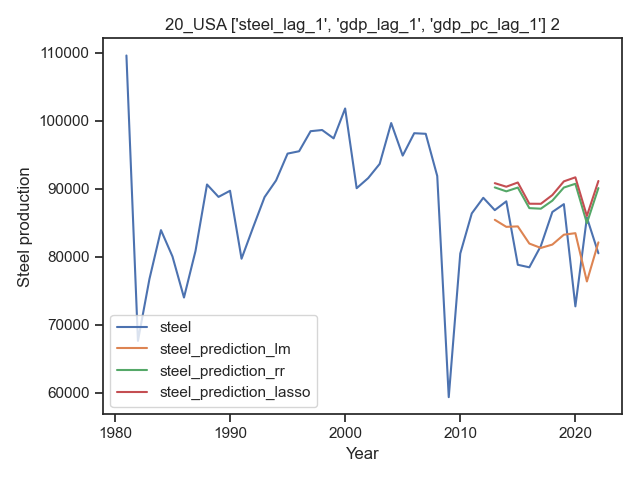 20_USA ['steel_lag_1', 'gdp_lag_1', 'gdp_pc_lag_1'] 2
110000
100000
90000
80000
70000
60000
Steel production
steel
steel_prediction_lm
steel_prediction_rr
steel_prediction_lasso
1980
1990
2000
2010
2020
Year